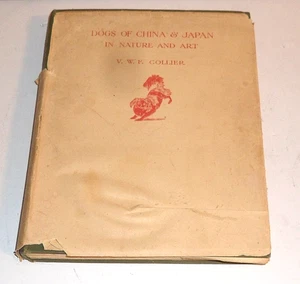 DOGS OF CHINA & JAPAN
IN NATURE AND ART
V. W. F. COLLIER